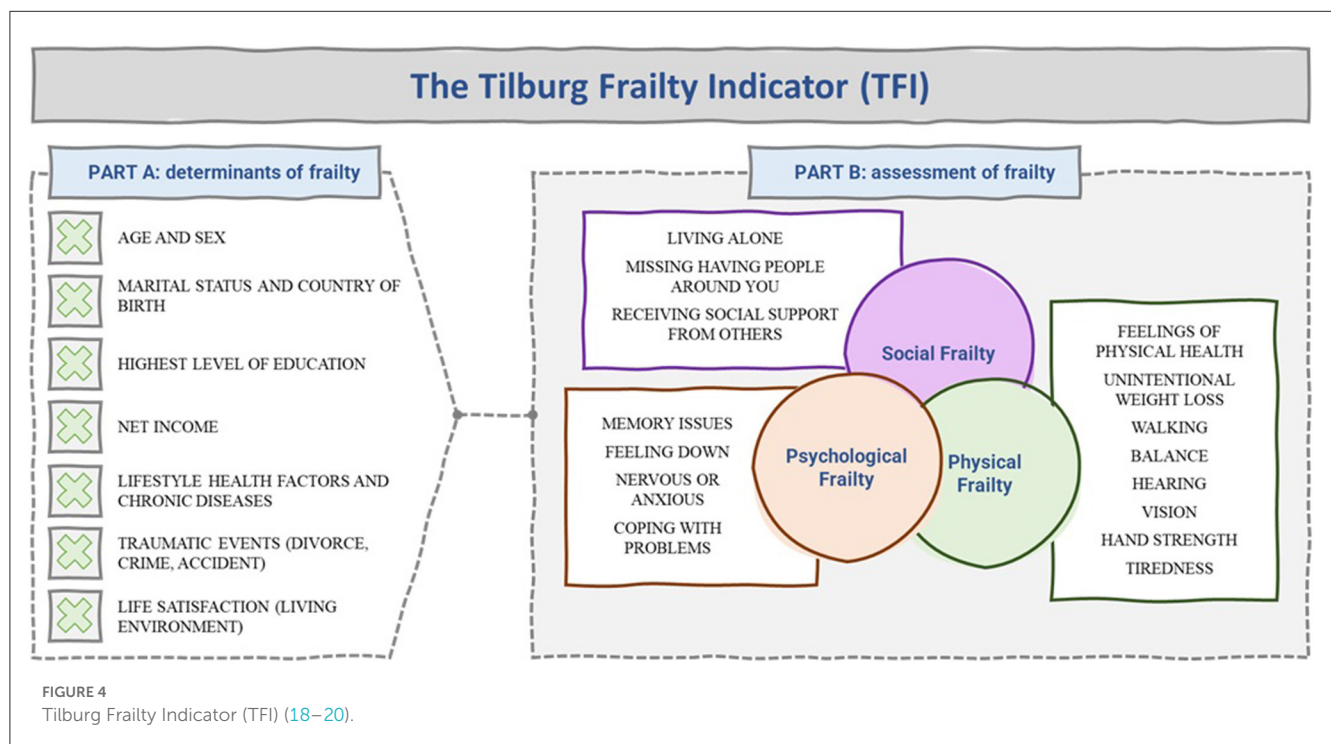 The Tilburg Frailty Indicator (TFI)
PART A: determinants of frailty
AGE AND SEX
MARITAL STATUS AND COUNTRY OF
BIRTH
HIGHEST LEVEL OF EDUCATION
NET INCOME
LIFESTYLE HEALTH FACTORS AND
CHRONIC DISEASES
TRAUMATIC EVENTS (DIVORCE,
CRIME, ACCIDENT)
LIFE SATISFACTION (LIVING
ENVIRONMENT)
PART B: assessment of frailty
LIVING ALONE
MISSING HAVING PEOPLE
AROUND YOU
RECEIVING SOCIAL SUPPORT
FROM OTHERS
Social Frailty
MEMORY ISSUES
FEELING DOWN
NERVOUS OR
ANXIOUS
COPING WITH
PROBLEMS
Psychological
Frailty
Physical
Frailty
FEELINGS OF
PHYSICAL HEALTH
UNINTENTIONAL
WEIGHT LOSS
WALKING
BALANCE
HEARING
VISION
HAND STRENGTH
TIREDNESS
FIGURE 4
Tilburg Frailty Indicator (TFI) (18–20).